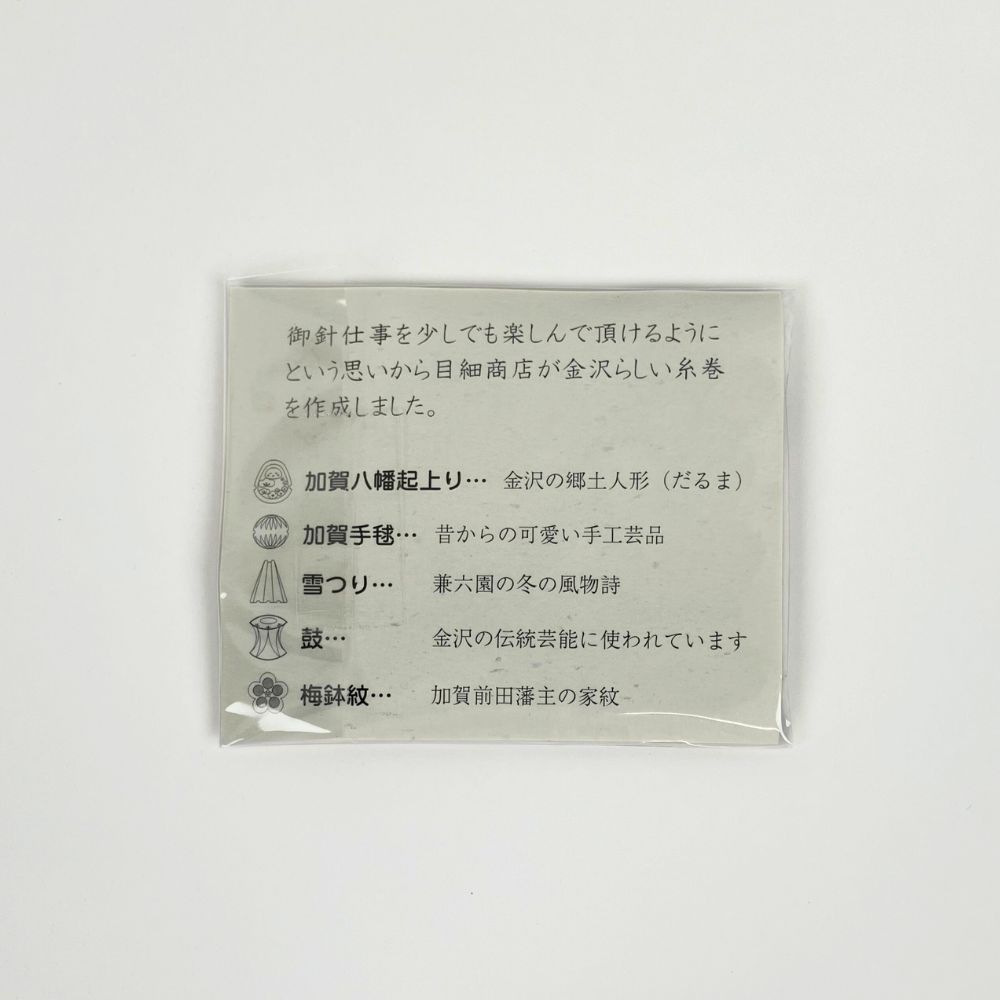 御針仕事を少しでも楽しんで頂けるように
という思いから目細商店が金沢らしい糸巻
を作成しました。
加賀八幡起上り… 金沢の郷土人形（だるま）
加賀手毬… 昔からの可愛い手工芸品
雪つり… 兼六園の冬の風物詩
鼓… 金沢の伝統芸能に使われています
梅鉢紋… 加賀前田藩主の家紋